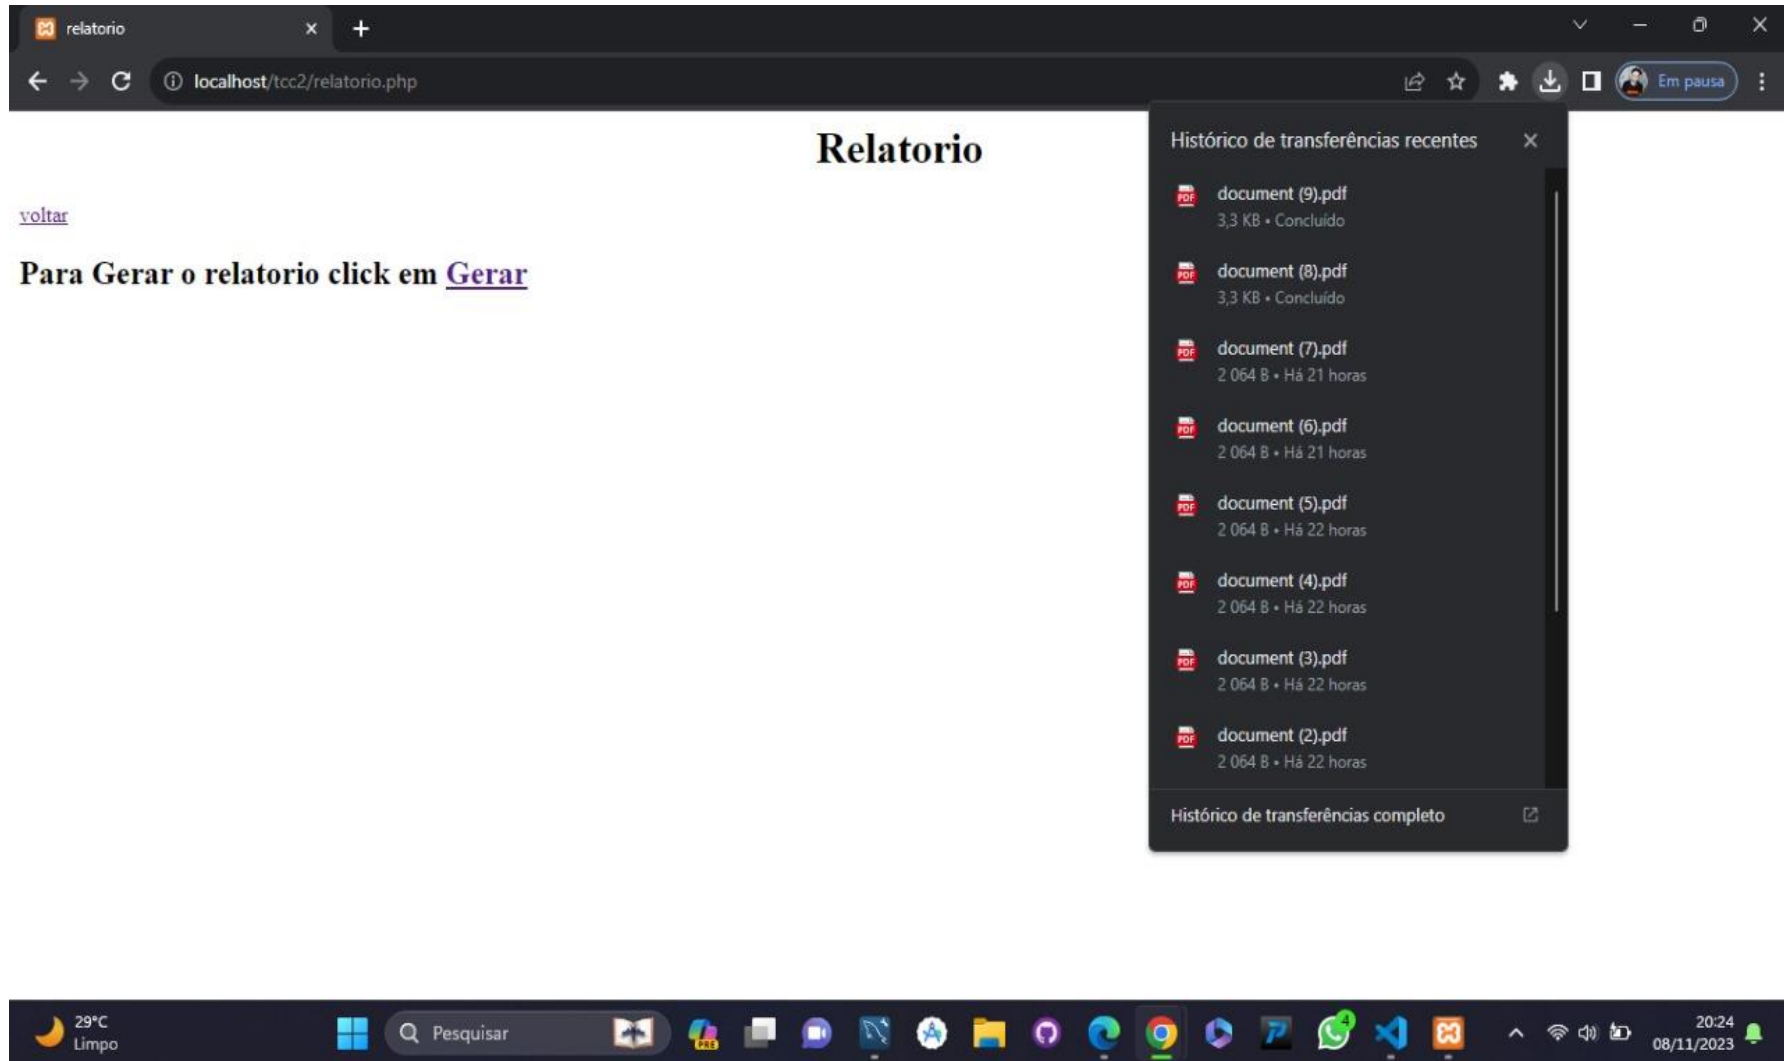 relatorio
localhost/tcc2/relatorio.php
Em pausa
Relatorio
voltar
Para Gerar o relatorio click em Gerar
Histórico de transferências recentes
document (9).pdf
3,3 KB • Concluído
document (8).pdf
3,3 KB • Concluído
document (7).pdf
2 064 B • Há 21 horas
document (6).pdf
2 064 B • Há 21 horas
document (5).pdf
2 064 B • Há 22 horas
document (4).pdf
2 064 B • Há 22 horas
document (3).pdf
2 064 B • Há 22 horas
document (2).pdf
2 064 B • Há 22 horas
Histórico de transferências completo
29°C
Limpo
Pesquisar
PRE
4
20:24
08/11/2023